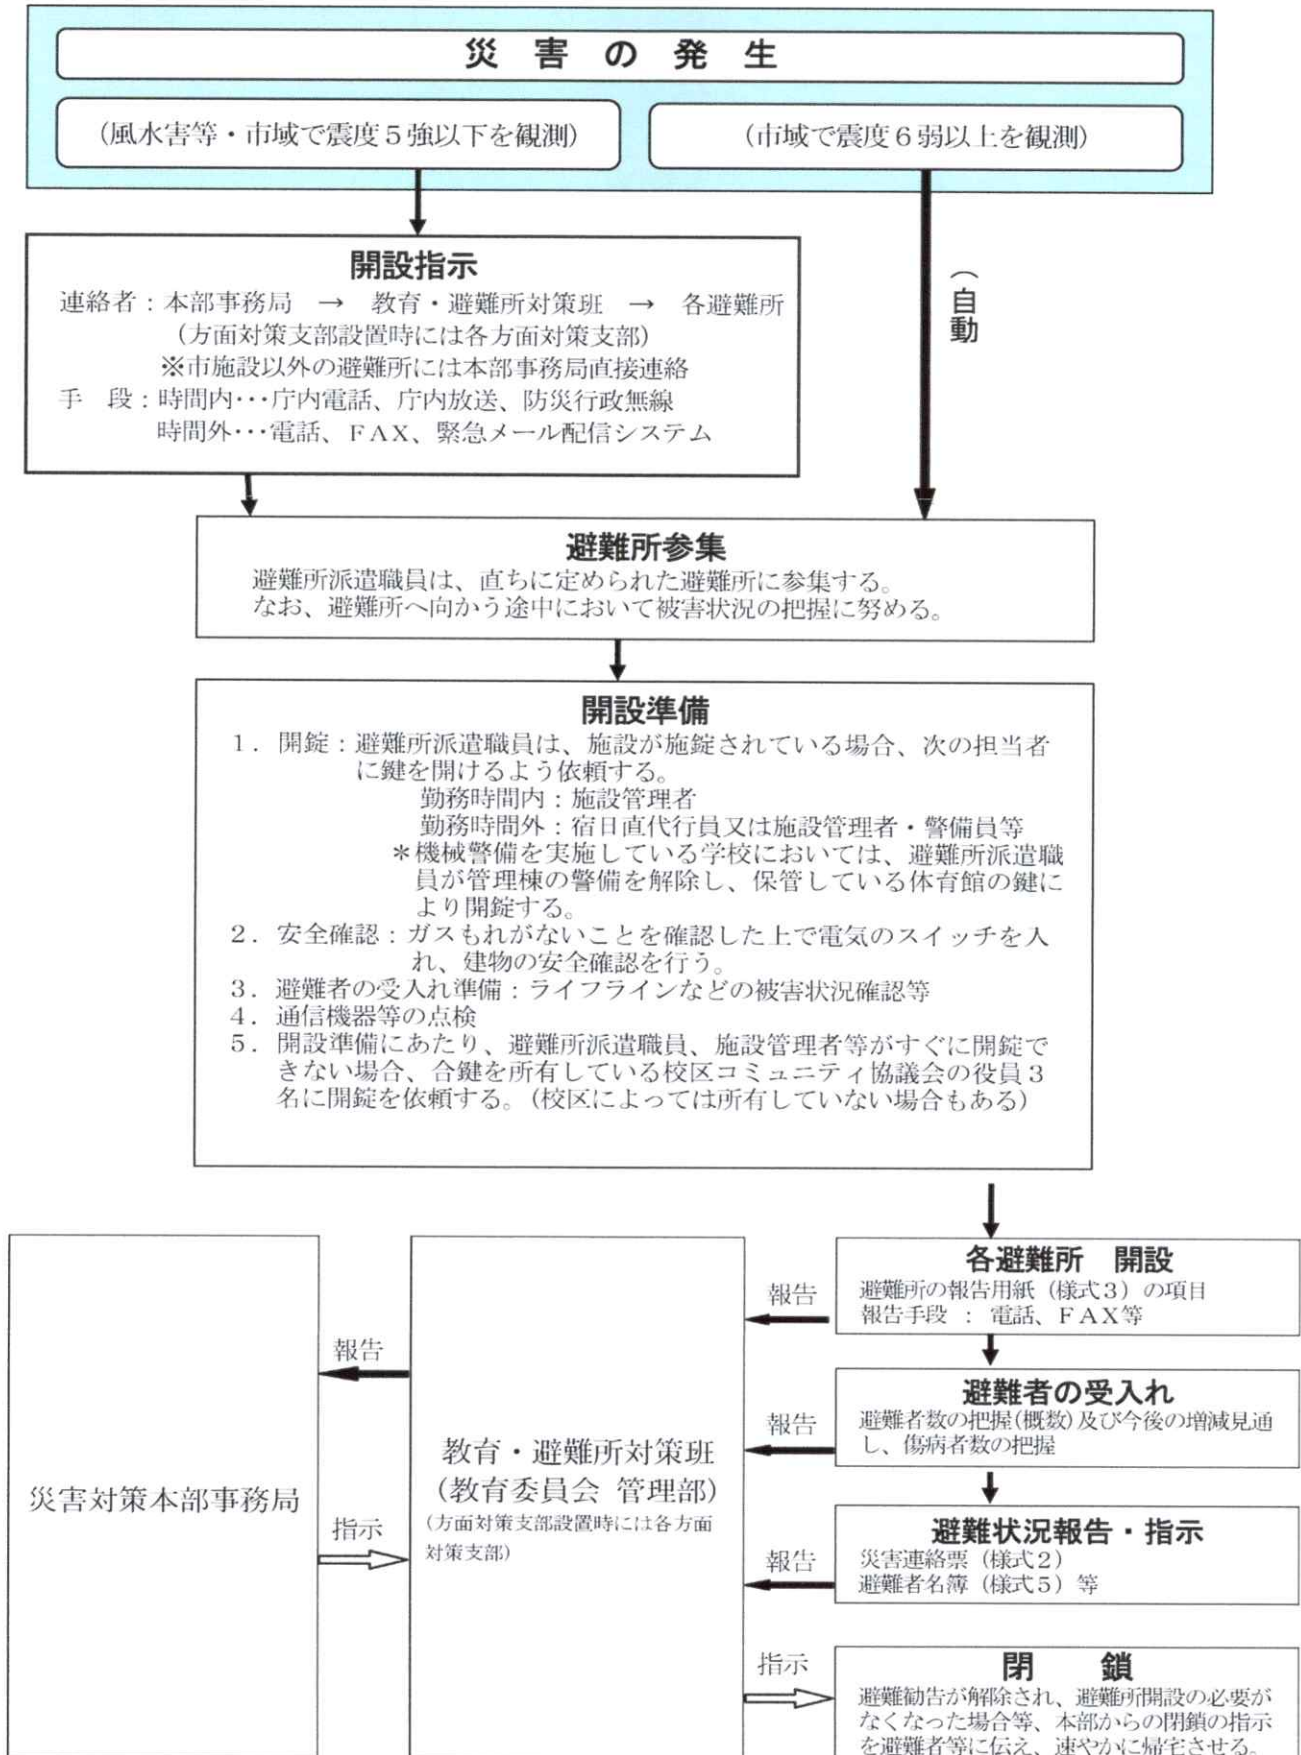 災害の発生
(風水害等・市域で震度５強以下を観測)
(市域で震度６弱以上を観測)
開設指示
連絡者：本部事務局　→　教育・避難所対策班　→　各避難所
(方面対策支部設置時には各方面対策支部)
※市施設以外の避難所には本部事務局直接連絡
手　段：時間内･･･庁内電話、庁内放送、防災行政無線
時間外･･･電話、ＦＡＸ、緊急メール配信システム
（自動
避難所参集
避難所派遣職員は、直ちに定められた避難所に参集する。
なお、避難所へ向かう途中において被害状況の把握に努める。
開設準備
１．開錠：避難所派遣職員は、施設が施錠されている場合、次の担当者
に鍵を開けるよう依頼する。
勤務時間内：施設管理者
勤務時間外：宿日直代行員又は施設管理者・警備員等
＊機械警備を実施している学校においては、避難所派遣職
員が管理棟の警備を解除し、保管している体育館の鍵に
より開錠する。
２．安全確認：ガスもれがないことを確認した上で電気のスイッチを入
れ、建物の安全確認を行う。
３．避難者の受入れ準備：ライフラインなどの被害状況確認等
４．通信機器等の点検
５．開設準備にあたり、避難所派遣職員、施設管理者等がすぐに開錠で
きない場合、合鍵を所有している校区コミュニティ協議会の役員３
名に開錠を依頼する。(校区によっては所有していない場合もある)
各避難所　開設
避難所の報告用紙（様式３）の項目
報告手段　：　電話、ＦＡＸ等
報告
報告
避難者の受入れ
避難者数の把握(概数)及び今後の増減見通
し、傷病者数の把握
報告
教育・避難所対策班
(教育委員会 管理部)
(方面対策支部設置時には各方面
対策支部)
災害対策本部事務局
指示
避難状況報告・指示
災害連絡票（様式２）
避難者名簿（様式５）等
報告
指示
閉　鎖
避難勧告が解除され、避難所開設の必要が
なくなった場合等、本部からの閉鎖の指示
を避難者等に伝え、速やかに帰宅させる。